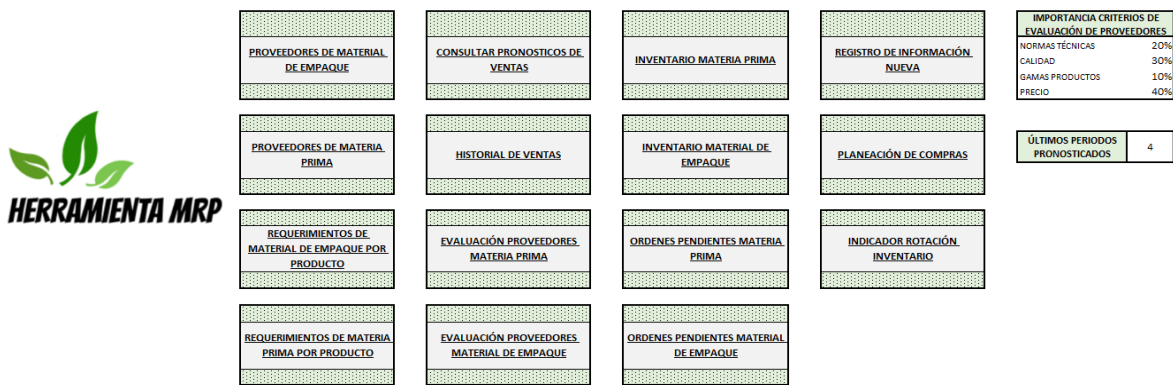 HERRAMIENTA MRP
PROVEEDORES DE MATERIAL
DE EMPAQUE
CONSULTAR PRONOSTICOS DE
VENTAS
INVENTARIO MATERIA PRIMA
REGISTRO DE INFORMACIÓN
NUEVA
PROVEEDORES DE MATERIA
PRIMA
HISTORIAL DE VENTAS
INVENTARIO MATERIAL DE
EMPAQUE
PLANEACIÓN DE COMPRAS
REQUERIMIENTOS DE
MATERIAL DE EMPAQUE POR
PRODUCTO
EVALUACIÓN PROVEEDORES
MATERIA PRIMA
ORDENES PENDIENTES MATERIA
PRIMA
INDICADOR ROTACIÓN
INVENTARIO
REQUERIMIENTOS DE MATERIA
PRIMA POR PRODUCTO
EVALUACIÓN PROVEEDORES
MATERIAL DE EMPAQUE
ORDENES PENDIENTES MATERIAL
DE EMPAQUE
IMPORTANCIA CRITERIOS DE
EVALUACIÓN DE PROVEEDORES
NORMAS TÉCNICAS 20%
CALIDAD 30%
GAMAS PRODUCTOS 10%
PRECIO 40%
ÚLTIMOS PERIODOS
PRONOSTICADOS 4